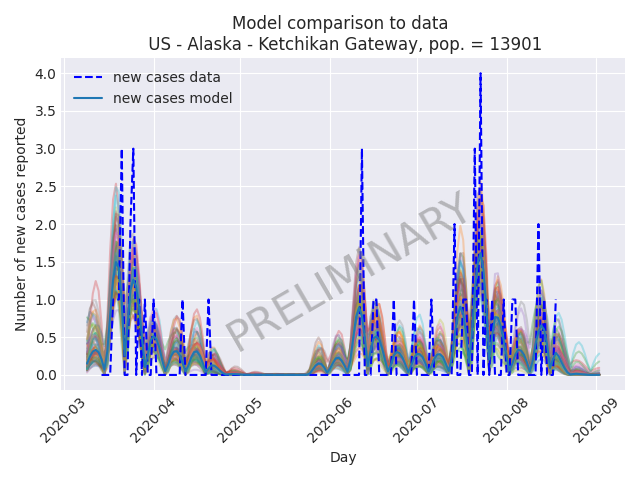 Model comparison to data
US - Alaska - Ketchikan Gateway, pop. = 13901
new cases data
new cases model
Number of new cases reported
4.0
3.5
3.0
2.5
2.0
1.5
1.0
0.5
0.0
PRELIMINARY
2020-03
2020-04
2020-05
2020-06
2020-07
2020-08
2020-09
Day